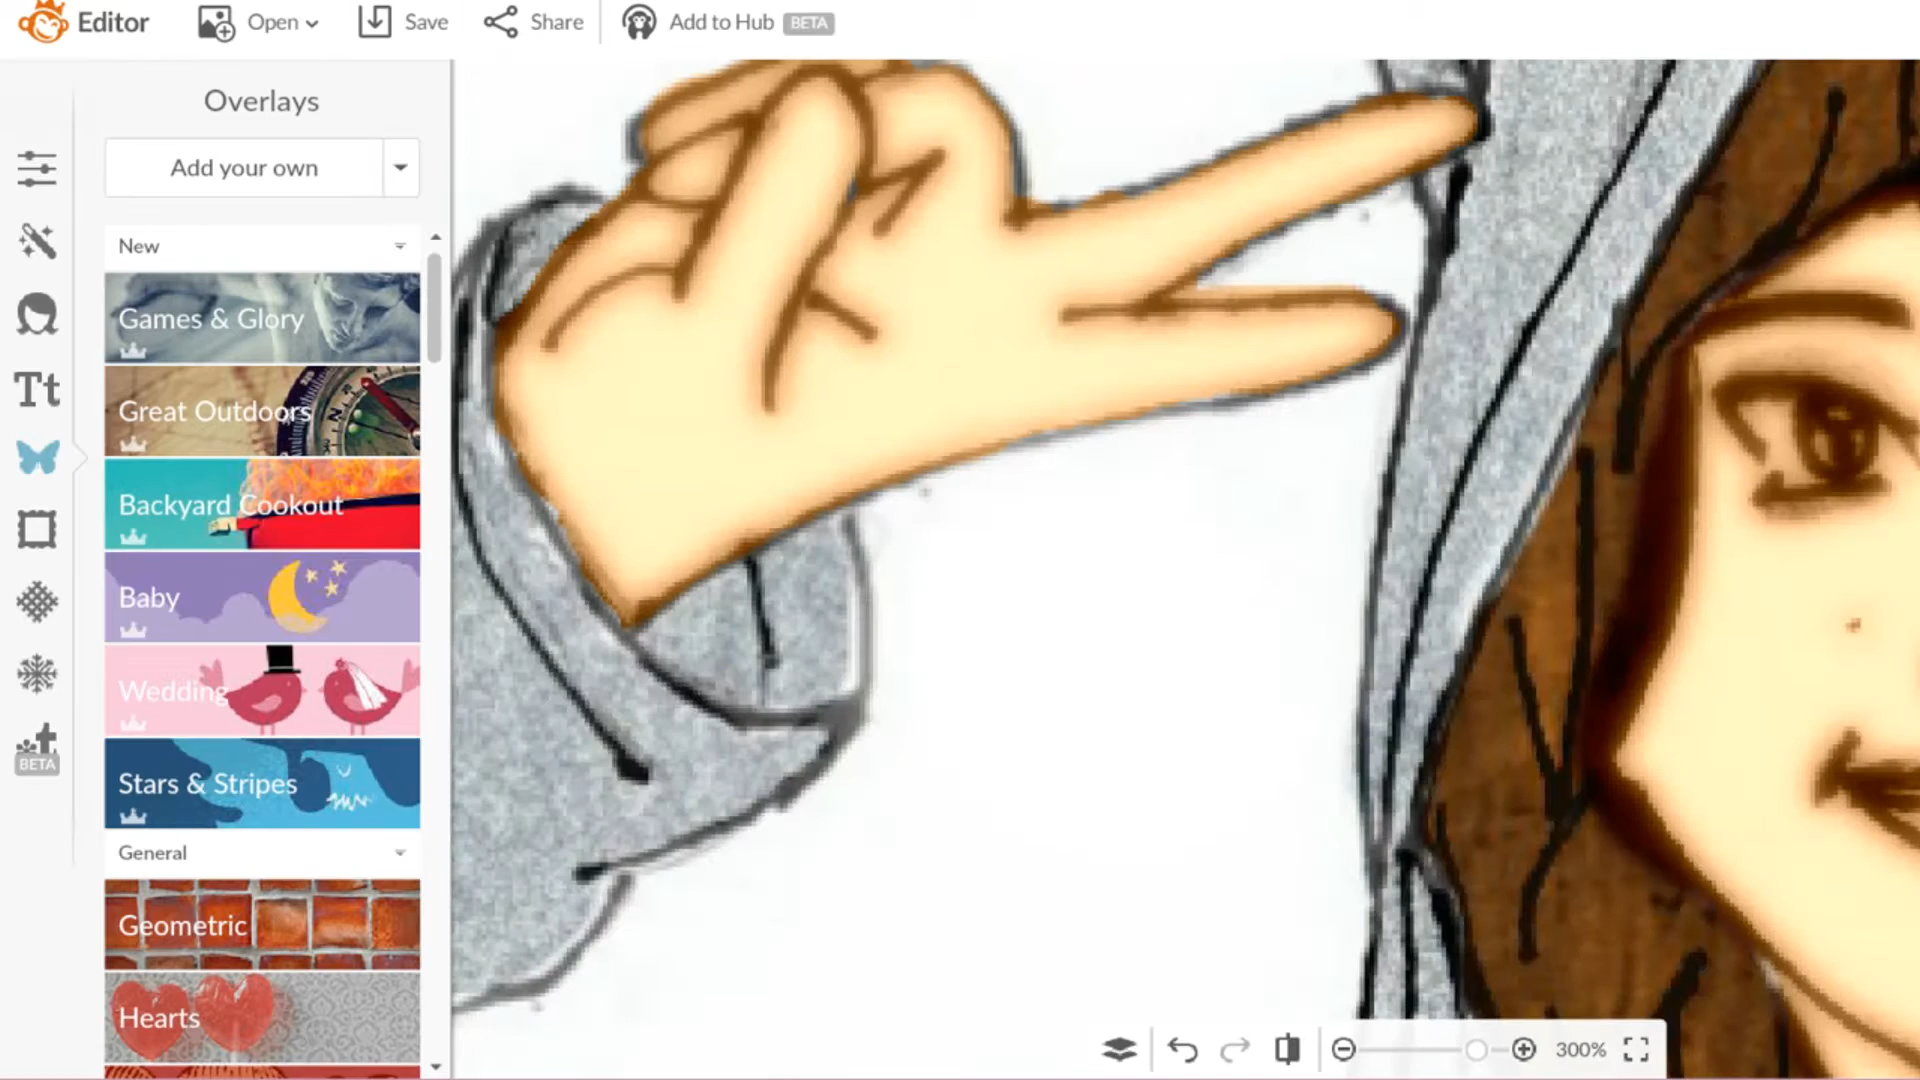 Editor
Open
Save
Share
Add to Hub BETA
Overlays
Add your own
New
Games & Glory
Great Outdoors
Backyard Cookout
Baby
Wedding
Stars & Stripes
General
Geometric
Hearts
Tt
BETA
300%